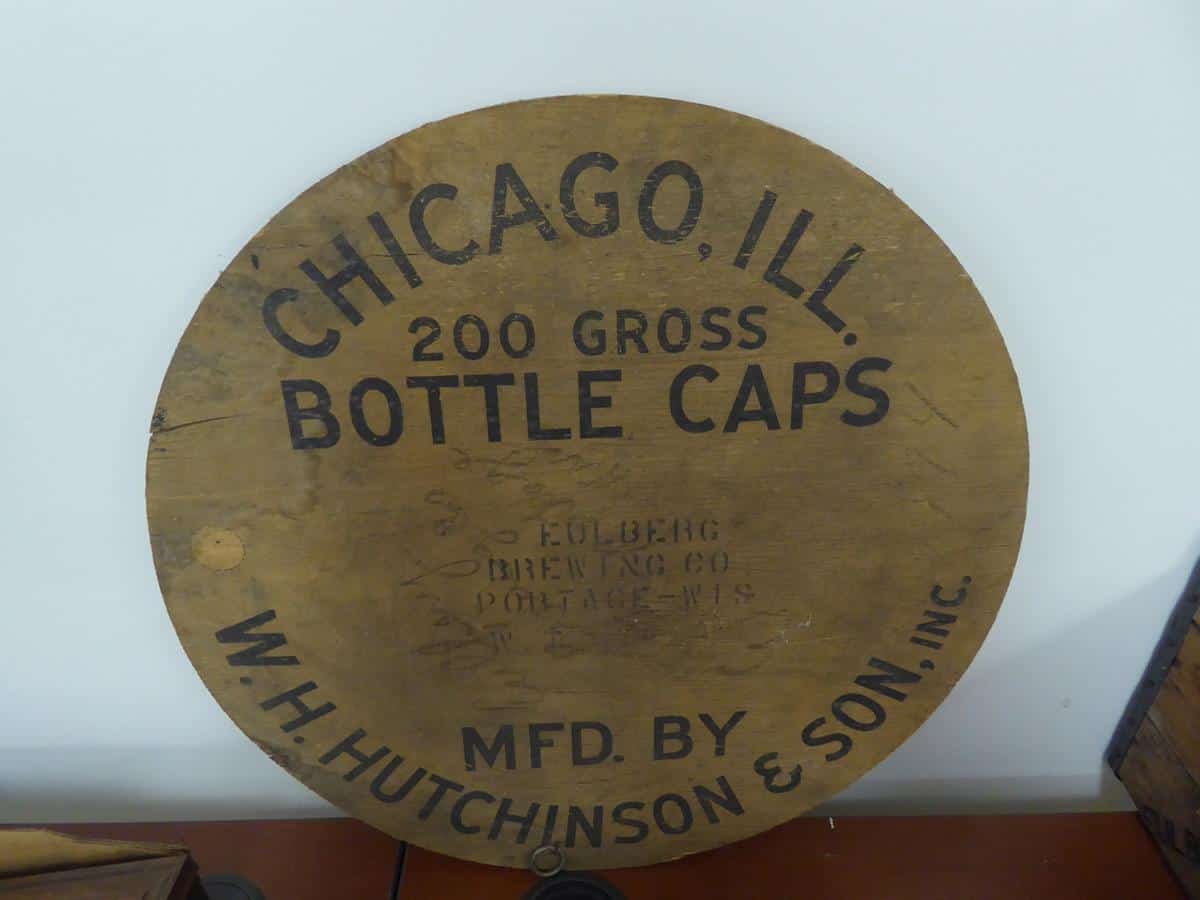 CHICAGO, ILL.
200 GROSS
BOTTLE CAPS
EULBERG
BREWING CO
PORTAGE-WIS
MFD. BY
W. H. HUTCHINSON & SON, INC.